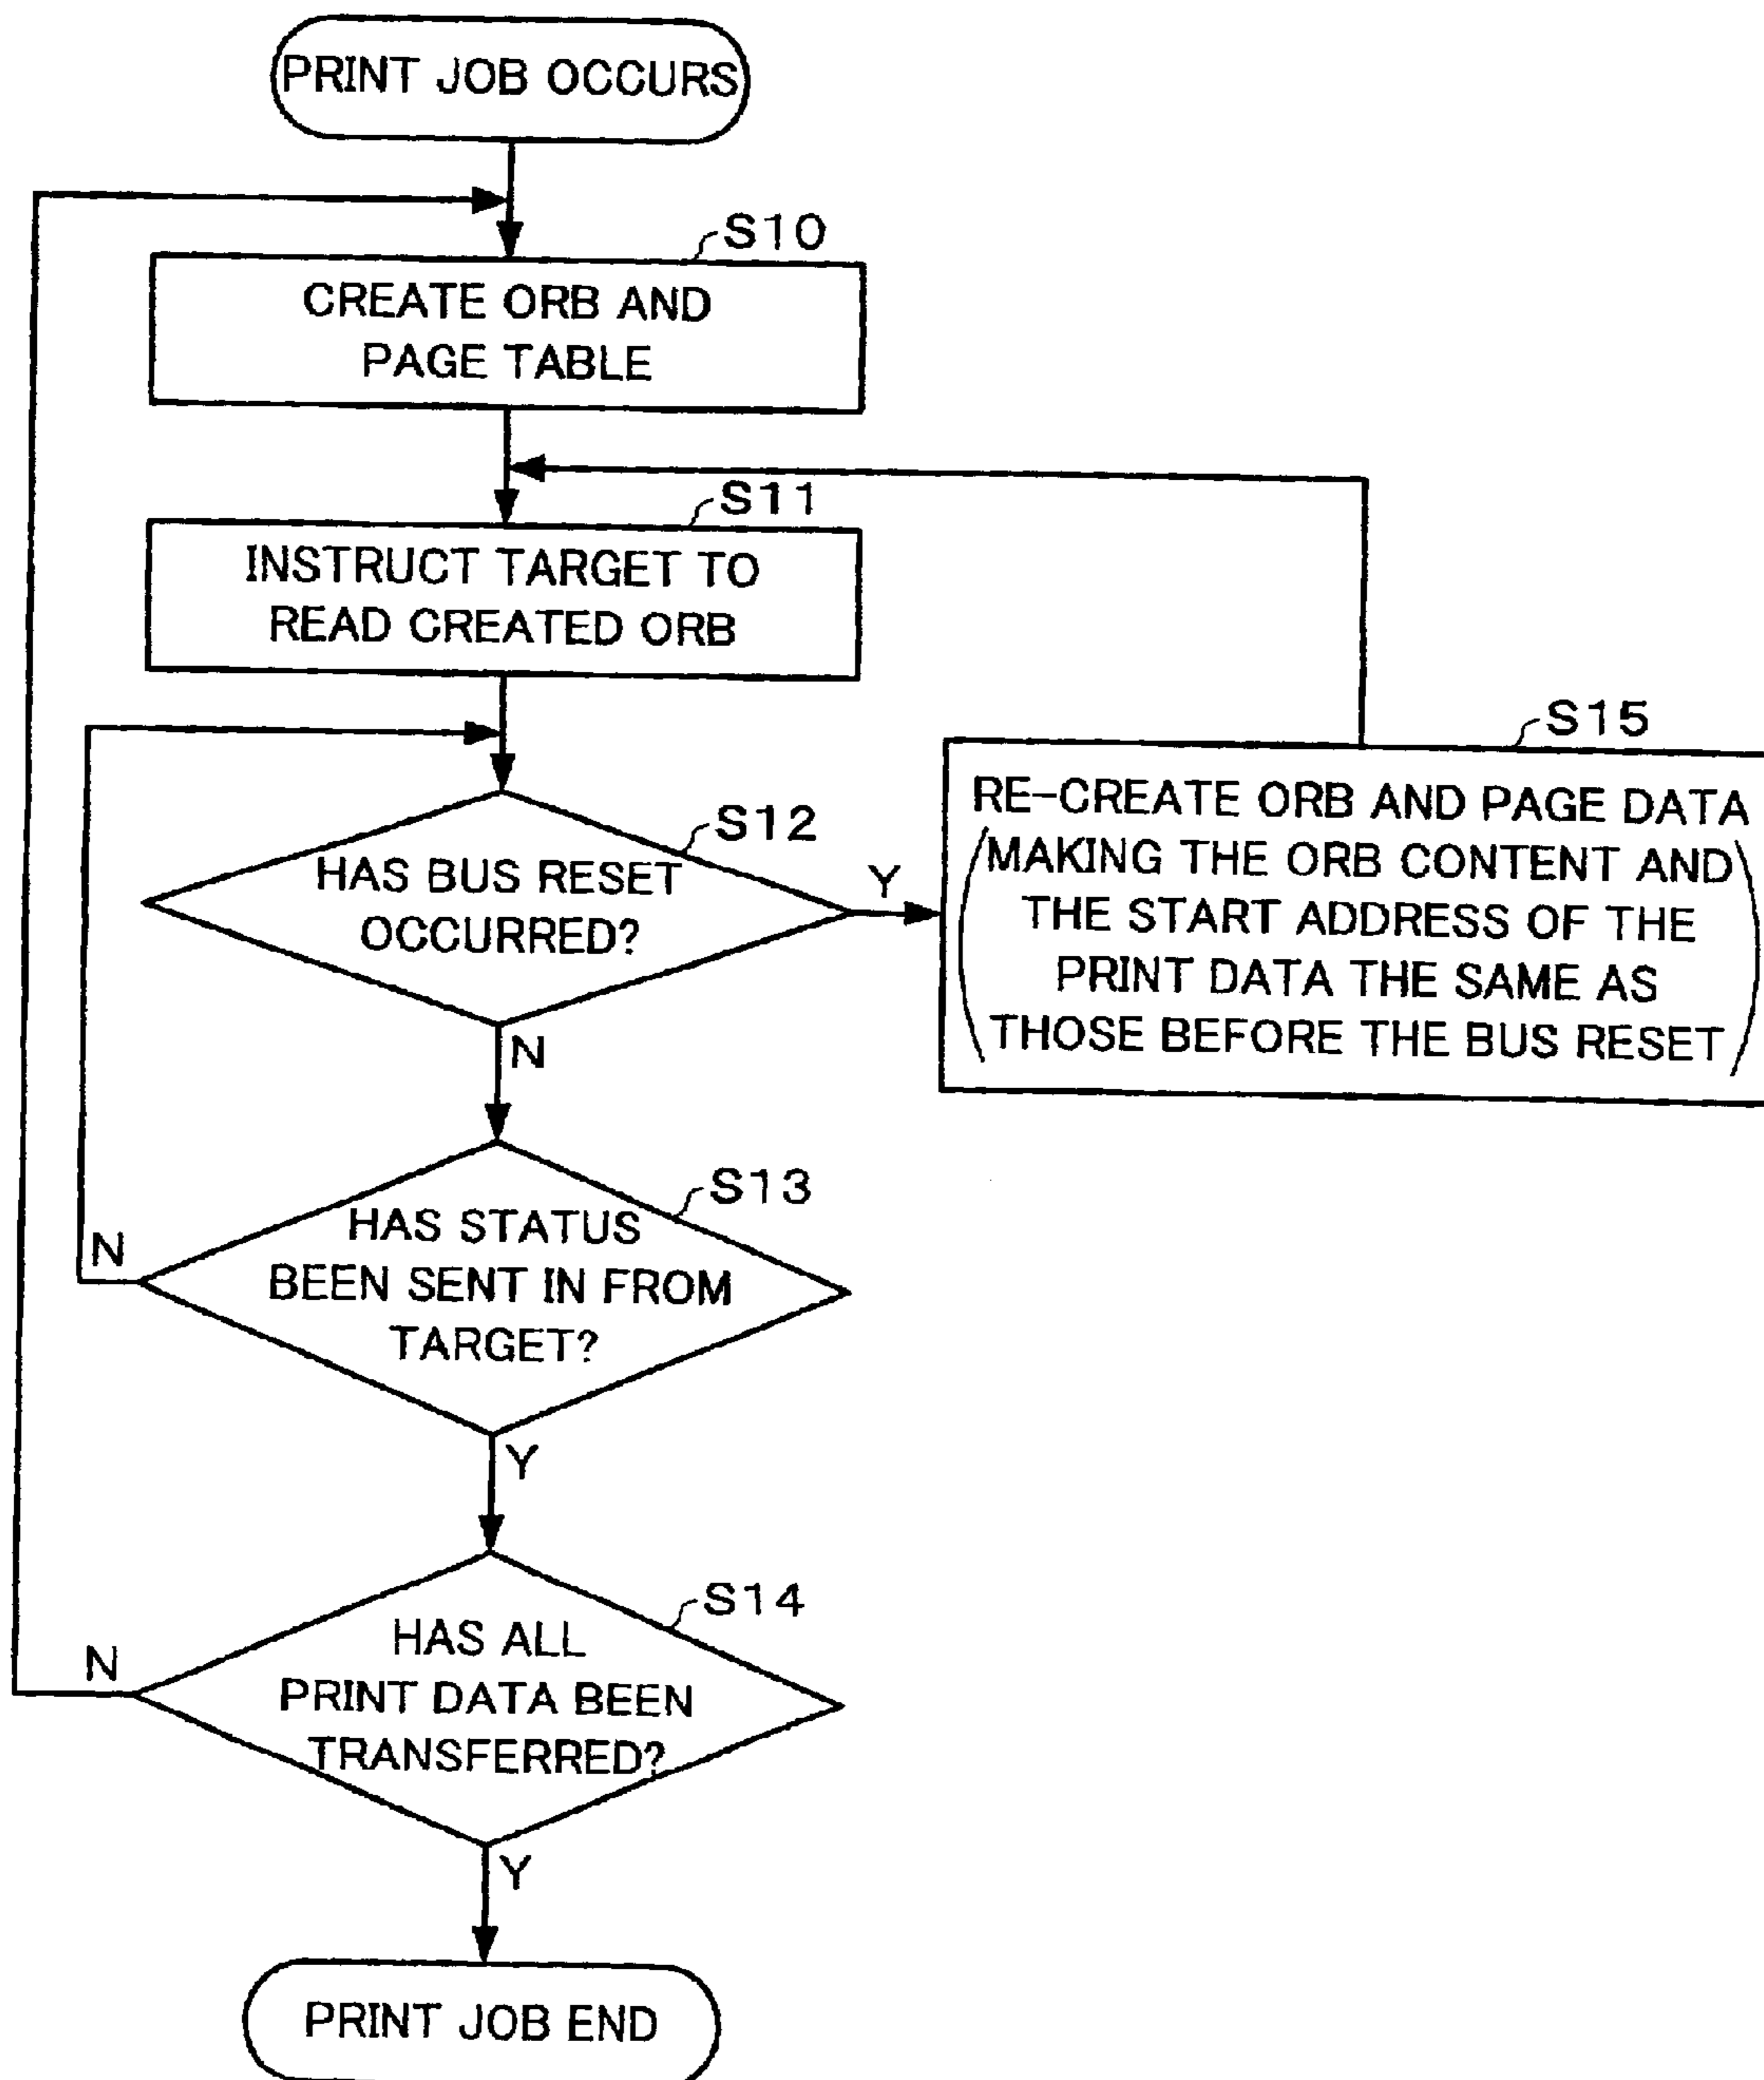 PRINT JOB OCCURS
S10
CREATE ORB AND
PAGE TABLE
S11
INSTRUCT TARGET TO
READ CREATED ORB
S12
HAS BUS RESET
OCCURRED?
Y
N
S15
RE-CREATE ORB AND PAGE DATA
(MAKING THE ORB CONTENT AND
THE START ADDRESS OF THE
PRINT DATA THE SAME AS
THOSE BEFORE THE BUS RESET)
S13
HAS STATUS
BEEN SENT IN FROM
TARGET?
N
Y
S14
HAS ALL
PRINT DATA BEEN
TRANSFERRED?
N
Y
PRINT JOB END